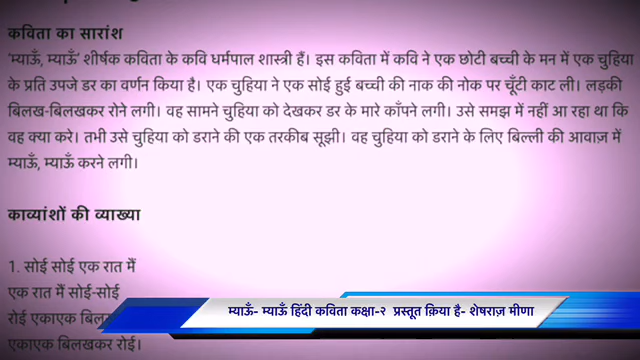 कविता का सारांश
‘म्याऊँ, म्याऊँ’ शीर्षक कविता के कवि धर्मपाल शास्त्री हैं। इस कविता में कवि ने एक छोटी बच्ची के मन में एक चुहिया
के प्रति उपजे डर का वर्णन किया है। एक चुहिया ने एक सोई हुई बच्ची की नाक की नोक पर चूँटी काट ली। लड़की
बिलख-बिलखकर रोने लगी। वह सामने चुहिया को देखकर डर के मारे काँपने लगी। उसे समझ में नहीं आ रहा था कि
वह क्या करे। तभी उसे चुहिया को डराने की एक तरकीब सूझी। वह चुहिया को डराने के लिए बिल्ली की आवाज़ में
म्याऊँ, म्याऊँ करने लगी।
काव्यांशों की व्याख्या
1. सोई सोई एक रात मैं
एक रात मैं सोई-सोई
रोई एकाएक
एकाएक बिलखकर रोई।
म्याऊँ- म्याऊँ हिंदी कविता कक्षा-२ प्रस्तूत क़िया है- शेषराज़ मीणा